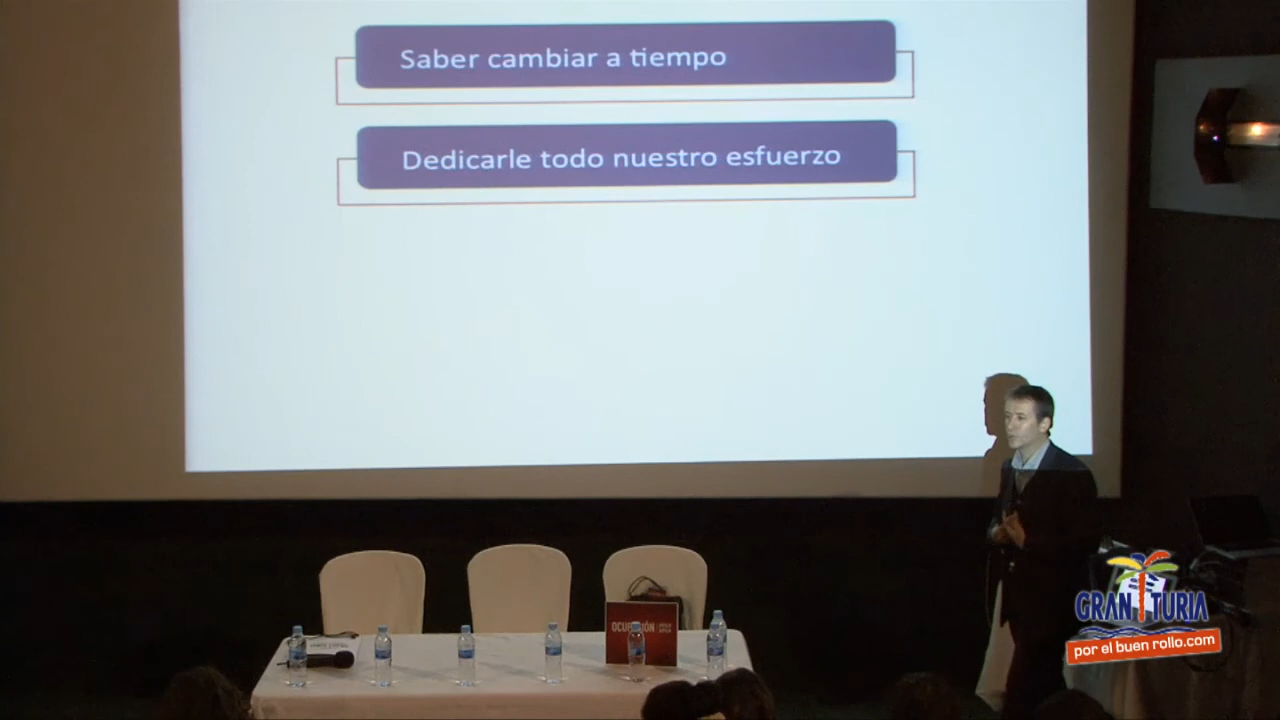 Saber cambiar a tiempo
Dedicarle todo nuestro esfuerzo
GRAN TURIA
por el buen rollo.com